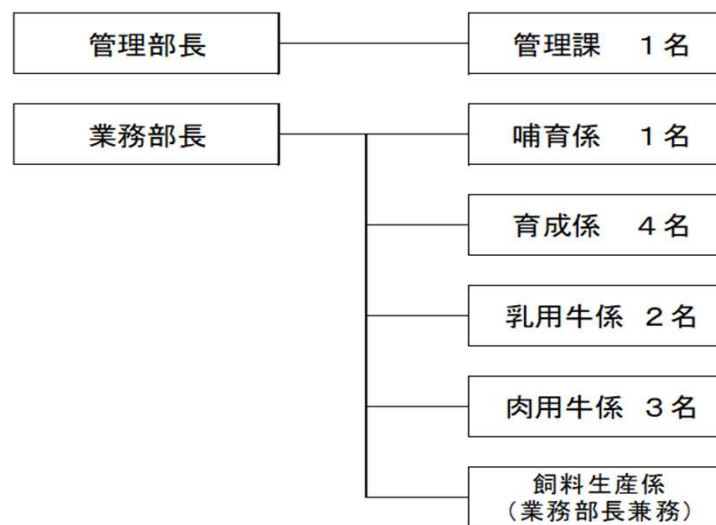 管理部長
管理課　１名
業務部長
哺育係　１名
育成係　４名
乳用牛係　２名
肉用牛係　３名
飼料生産係
（業務部長兼務）